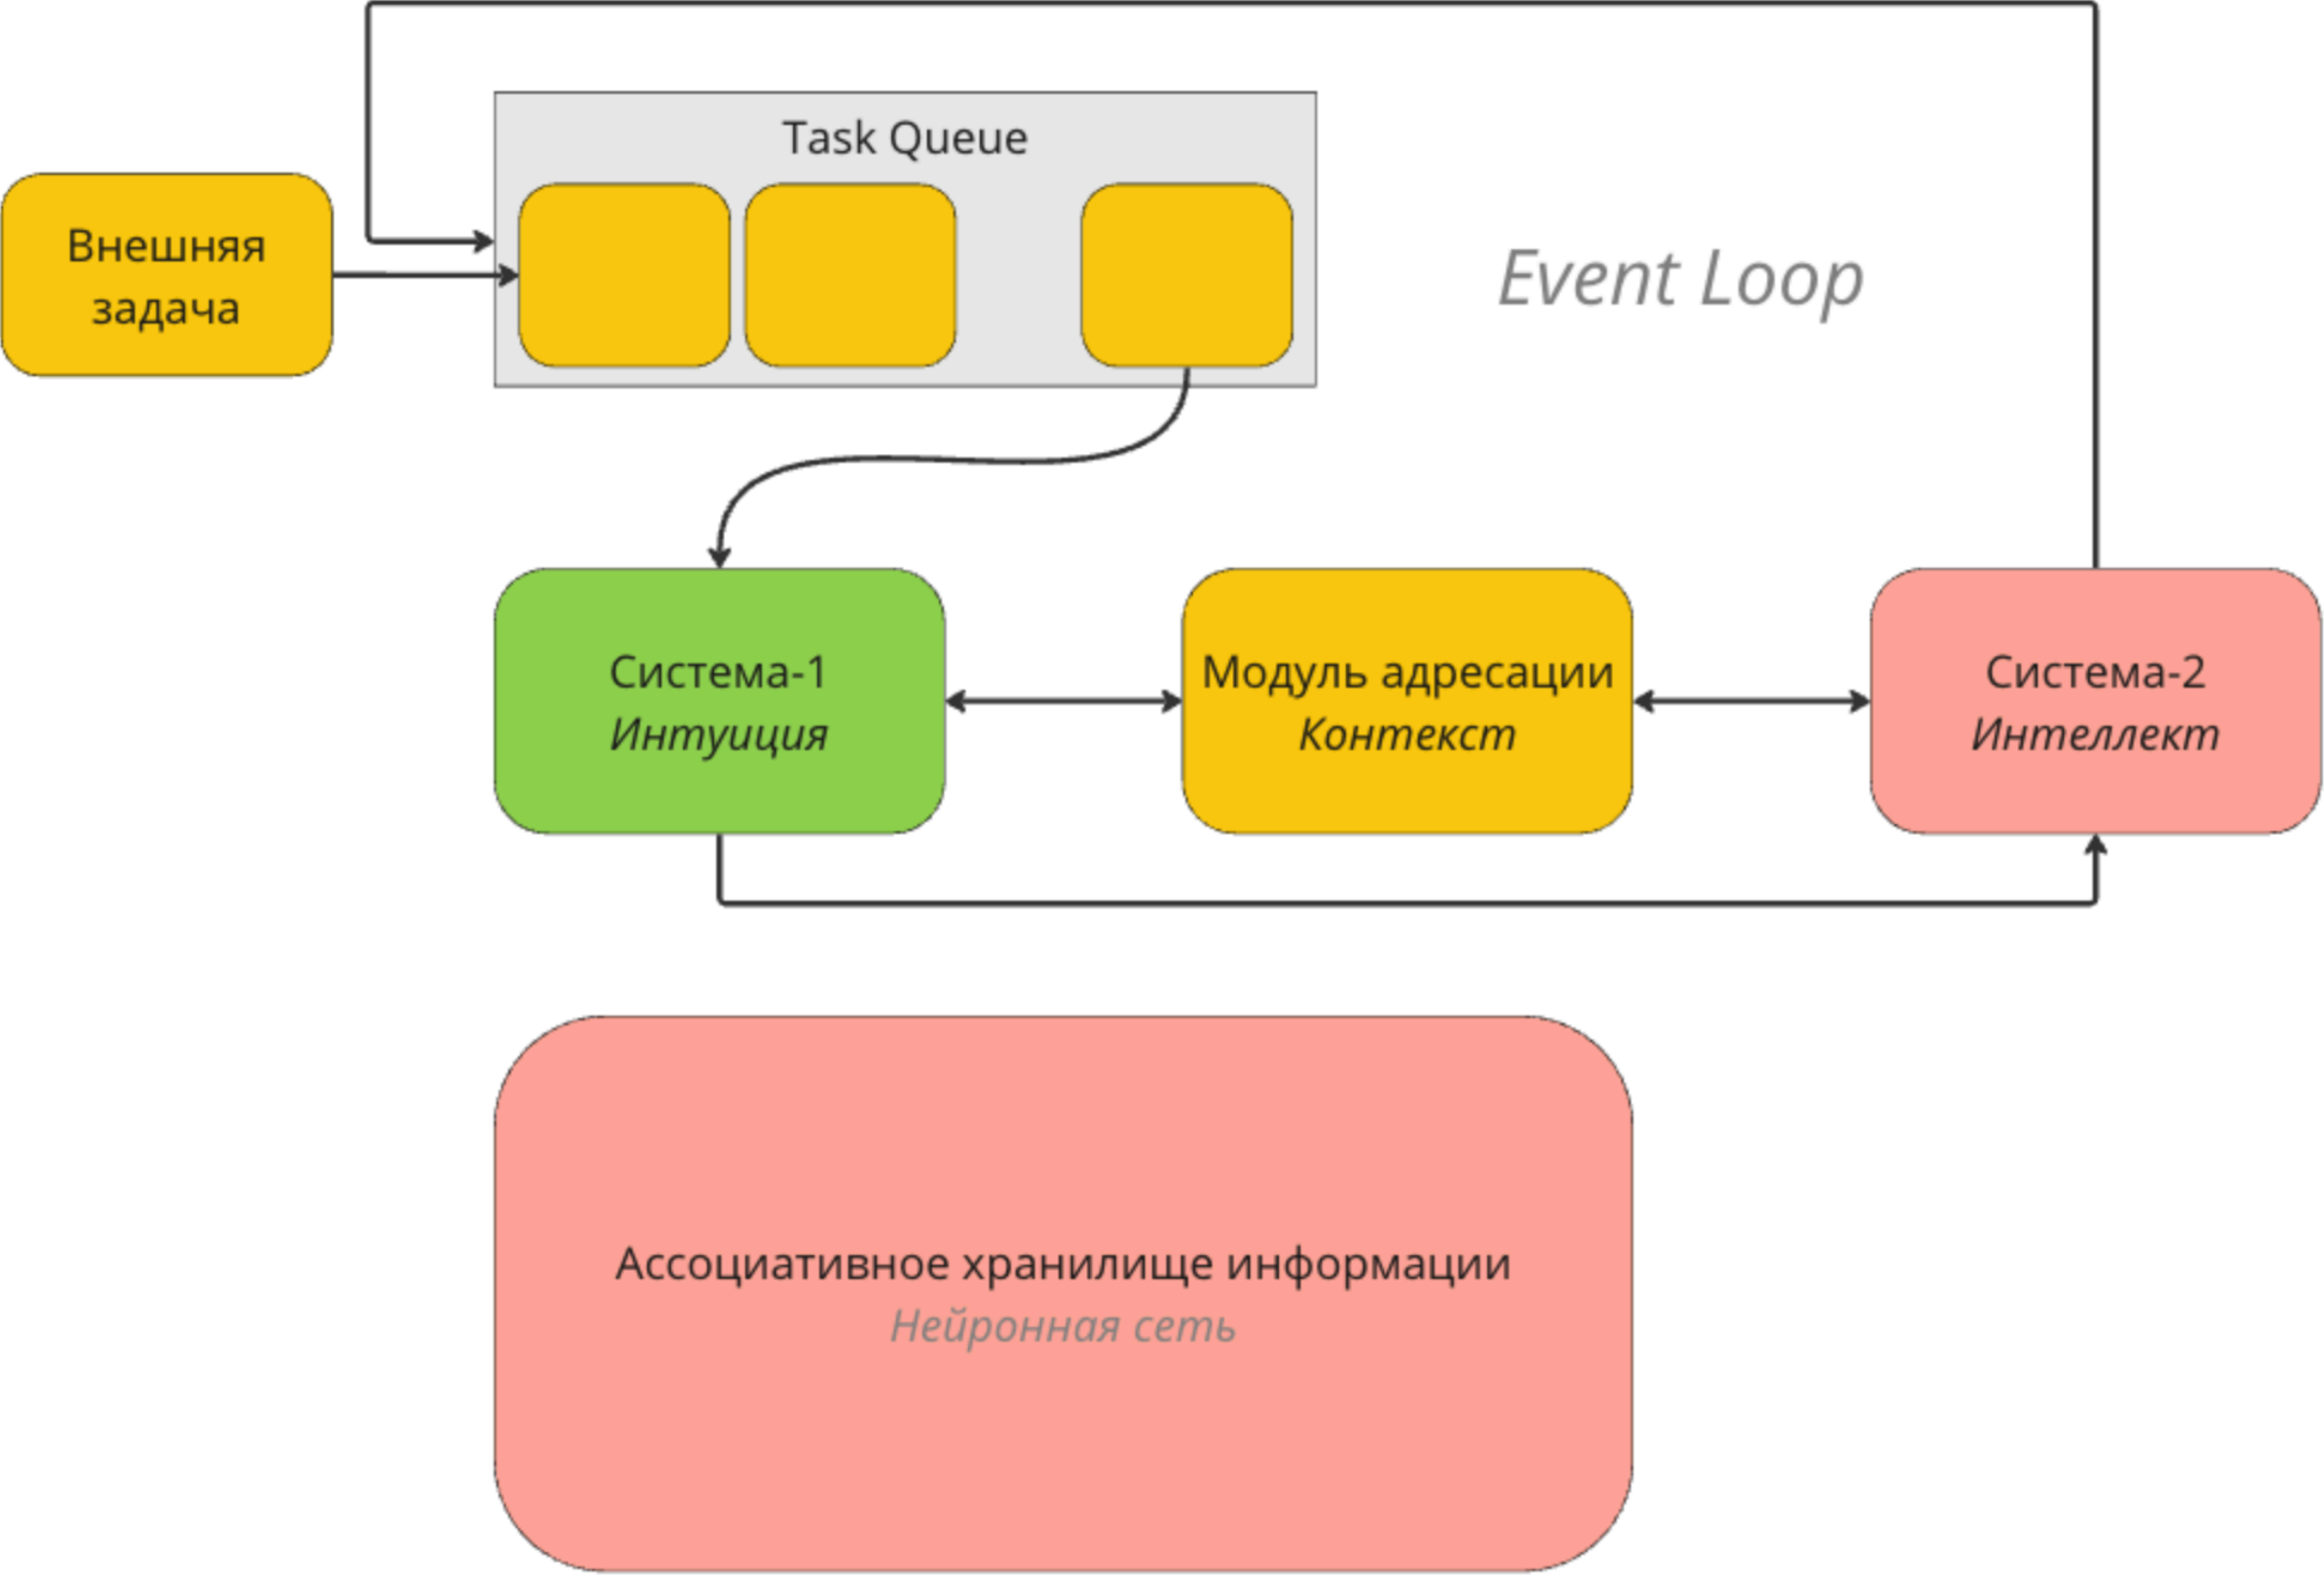 Task Queue
Внешняя
задача
Event Loop
Система-1
Интуиция
Модуль адресации
Контекст
Система-2
Интеллект
Ассоциативное хранилище информации
Нейронная сеть